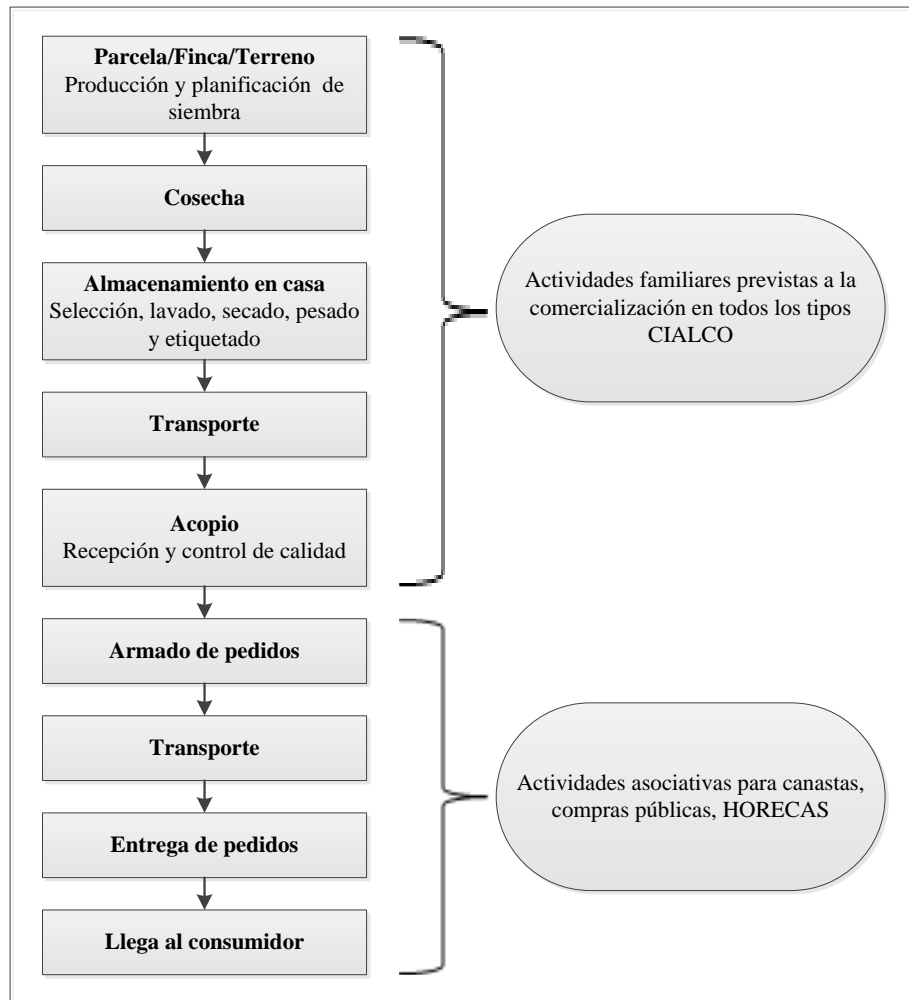 Parcela/Finca/Terreno
Producción y planificación de
siembra
Cosecha
Almacenamiento en casa
Selección, lavado, secado, pesado
y etiquetado
Transporte
Acopio
Recepción y control de calidad
Actividades familiares previstas a la
comercialización en todos los tipos
CIALCO
Armado de pedidos
Transporte
Entrega de pedidos
Llega al consumidor
Actividades asociativas para canastas,
compras públicas, HORECAS